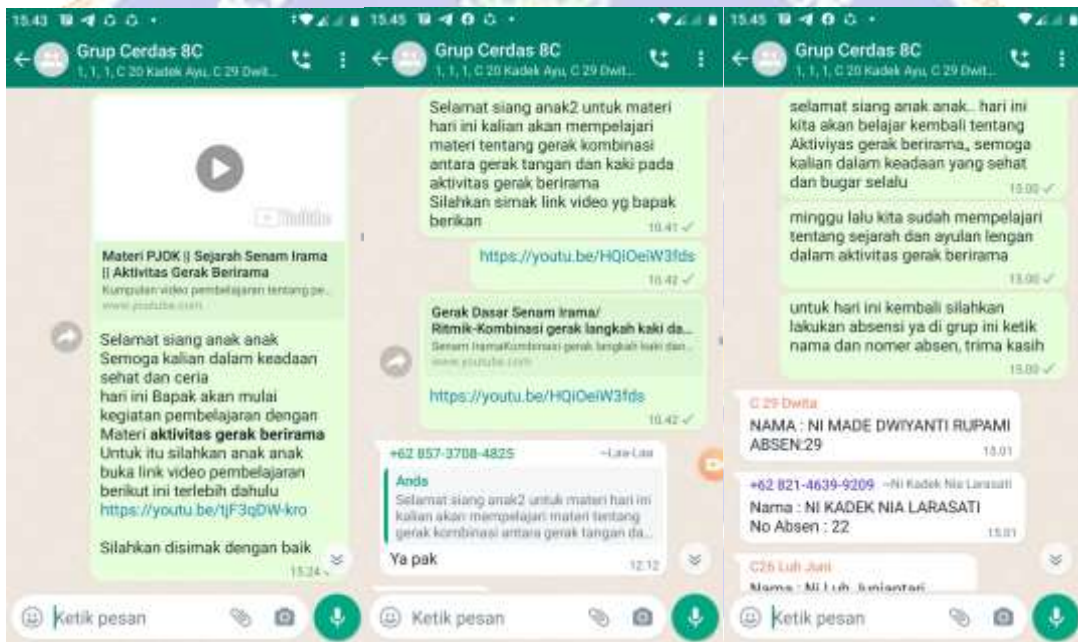 15.43
Grup Cerdas 8C
1, 1, 1, C 20 Kadek Ayu, C 29 Dwit...
Materi PJOK || Sejarah Senam Irama
|| Aktivitas Gerak Berirama
Kumpulan video pembelajaran tentang pe...
www.youtube.com
Selamat siang anak anak
Semoga kalian dalam keadaan
sehat dan ceria
hari ini Bapak akan mulai
kegiatan pembelajaran dengan
Materi aktivitas gerak berirama
Untuk itu silahkan anak anak
buka link video pembelajaran
berikut ini terlebih dahulu
https://youtu.be/tjF3qDW-kro
Silahkan disimak dengan baik
15.24
Ketik pesan
15.45
Grup Cerdas 8C
1, 1, 1, C 20 Kadek Ayu, C 29 Dwit...
Selamat siang anak2 untuk materi
hari ini kalian akan mempelajari
materi tentang gerak kombinasi
antara gerak tangan dan kaki pada
aktivitas gerak berirama
Silahkan simak link video yg bapak
berikan
10.41
https://youtu.be/HQiOeiW3fds
10.42
Gerak Dasar Senam Irama/
Ritmik-Kombinasi gerak langkah kaki da...
Senam IramaKombinasi gerak langkah kaki dan...
www.youtube.com
https://youtu.be/HQiOeiW3fds
10.42
+62 857-3708-4825
Anda
Selamat siang anak2 untuk materi hari ini
kalian akan mempelajari materi tentang
gerak kombinasi antara gerak tangan da...
Ya pak
12.12
Ketik pesan
15.45
Grup Cerdas 8C
1, 1, 1, C 20 Kadek Ayu, C 29 Dwit...
selamat siang anak anak.. hari ini
kita akan belajar kembali tentang
Aktiviyas gerak berirama,, semoga
kalian dalam keadaan yang sehat
dan bugar selalu
15.00
minggu lalu kita sudah mempelajari
tentang sejarah dan ayulan lengan
dalam aktivitas gerak berirama
15.00
untuk hari ini kembali silahkan
lakukan absensi ya di grup ini ketik
nama dan nomer absen, trima kasih
15.00
C 29 Dwita
NAMA : NI MADE DWIYANTI RUPAMI
ABSEN:29
15.01
+62 821-4639-9209 ~Ni Kadek Nia Larasati
Nama : NI KADEK NIA LARASATI
No Absen : 22
15.01
C26 Luh Juni
Nama : Ni Luh Juniantari
Ketik pesan